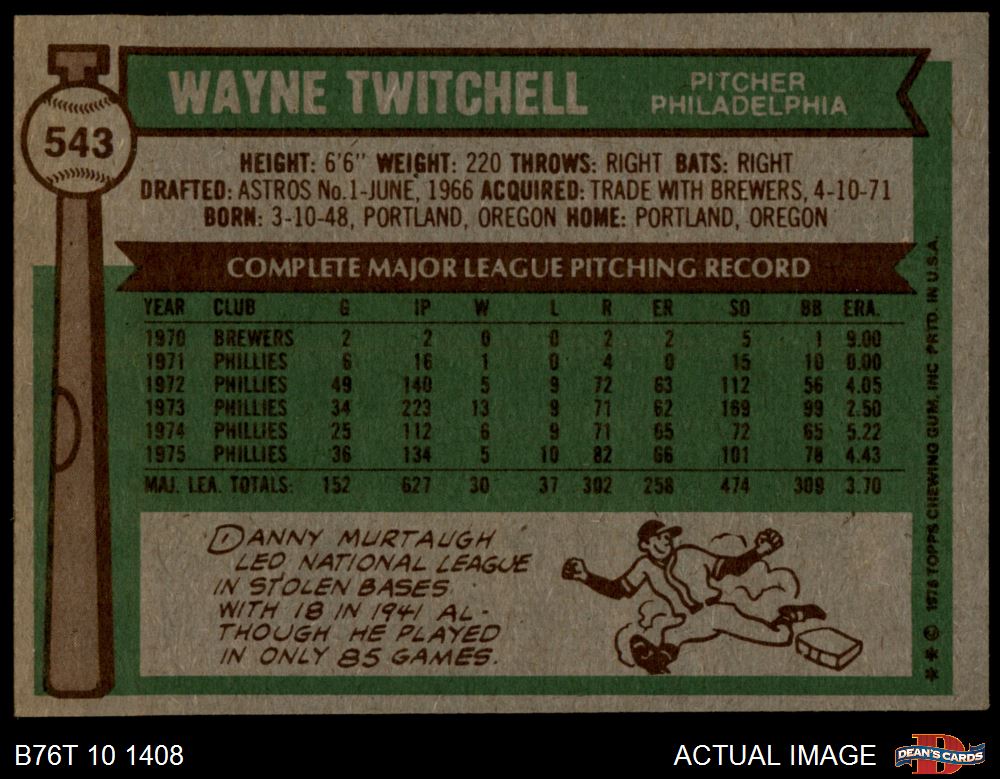 543
WAYNE TWITCHELL
PITCHER
PHILADELPHIA
HEIGHT: 6'6" WEIGHT: 220 THROWS: RIGHT BATS: RIGHT
DRAFTED: ASTROS No.1-JUNE, 1966 ACQUIRED: TRADE WITH BREWERS, 4-10-71
BORN: 3-10-48, PORTLAND, OREGON HOME: PORTLAND, OREGON
COMPLETE MAJOR LEAGUE PITCHING RECORD
YEAR CLUB G IP W L R ER SO BB ERA.
1970 BREWERS 2 2 0 0 2 2 5 1 9.00
1971 PHILLIES 6 16 1 0 4 0 15 10 0.00
1972 PHILLIES 49 140 5 9 72 63 112 56 4.05
1973 PHILLIES 34 223 13 9 71 62 169 99 2.50
1974 PHILLIES 25 112 6 9 71 65 72 65 5.22
1975 PHILLIES 36 134 5 10 82 66 101 78 4.43
MAJ. LEA. TOTALS: 152 627 30 37 302 258 474 309 3.70
DANNY MURTAUGH
LED NATIONAL LEAGUE
IN STOLEN BASES
WITH 18 IN 1941 AL-
THOUGH HE PLAYED
IN ONLY 85 GAMES.
** © 1976 TOPPS CHEWING GUM, INC PRTD. IN U.S.A.
B76T 10 1408
ACTUAL IMAGE
DEAN'S CARDS